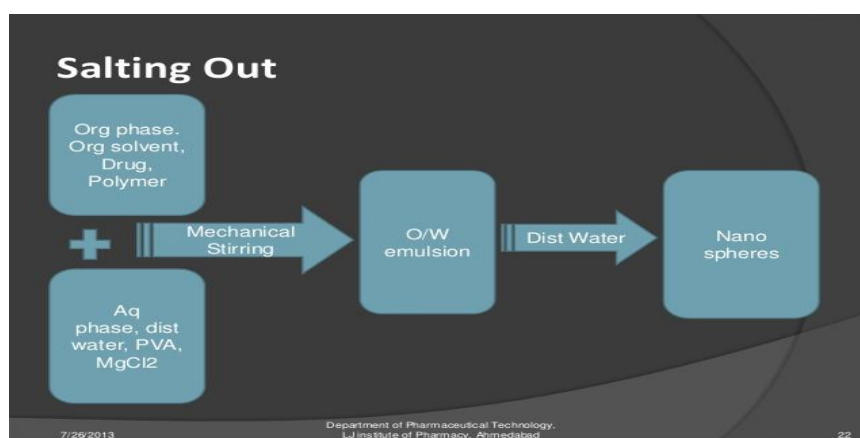 Salting Out
Org phase.
Org solvent,
Drug,
Polymer
Mechanical
Stirring
Aq
phase, dist
water, PVA,
MgCl2
O/W
emulsion
Dist Water
Nano
spheres
7/26/2013
Department of Pharmaceutical Technology,
LJ institute of Pharmacy, Ahmedabad
22